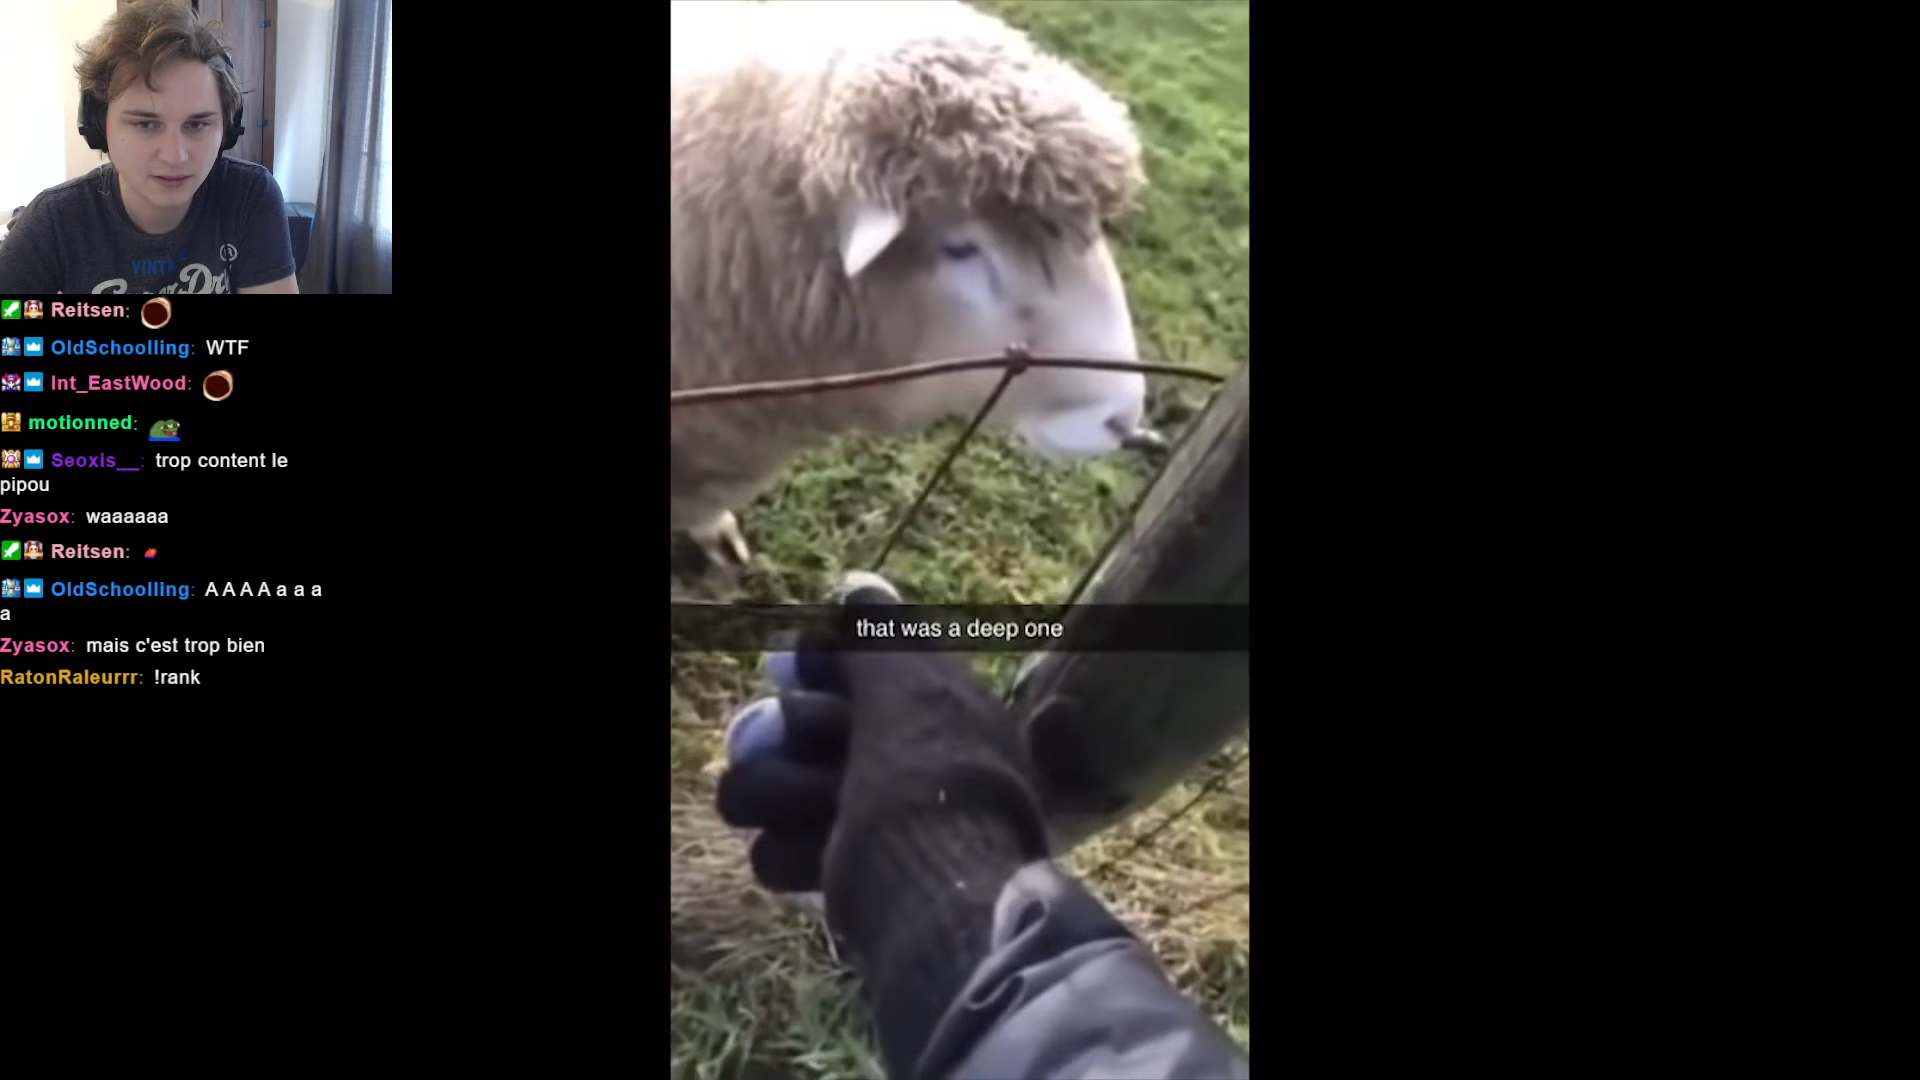 VINT
®
Reitsen:
OldSchoolling: WTF
Int_EastWood:
motionned:
Seoxis__: trop content le
pipou
Zyasox: waaaaaa
Reitsen:
OldSchoolling: A A A A a a a
a
Zyasox: mais c'est trop bien
RatonRaleurrr: !rank
that was a deep one